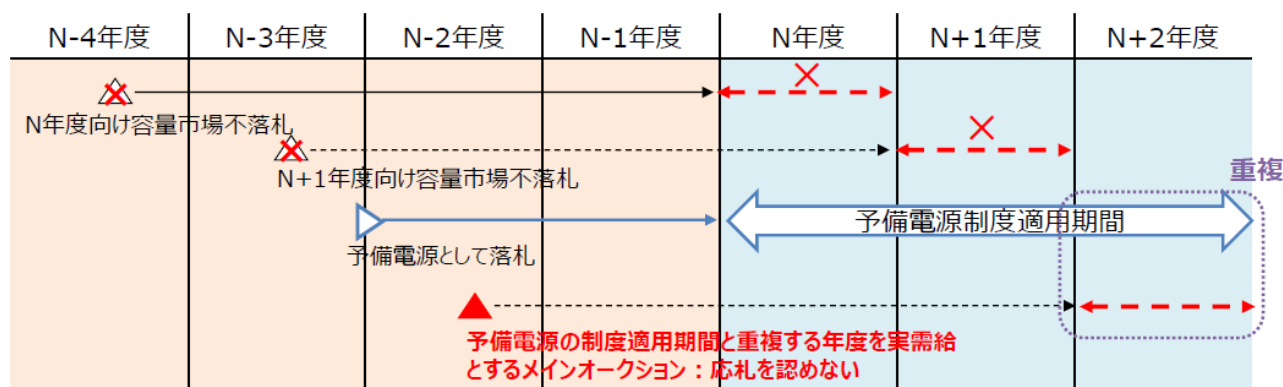 N-4年度 N-3年度 N-2年度 N-1年度 N年度 N+1年度 N+2年度
N年度向け容量市場不落札
N+1年度向け容量市場不落札
重複
予備電源制度適用期間
予備電源として落札
予備電源の制度適用期間と重複する年度を実需給
とするメインオークション：応札を認めない